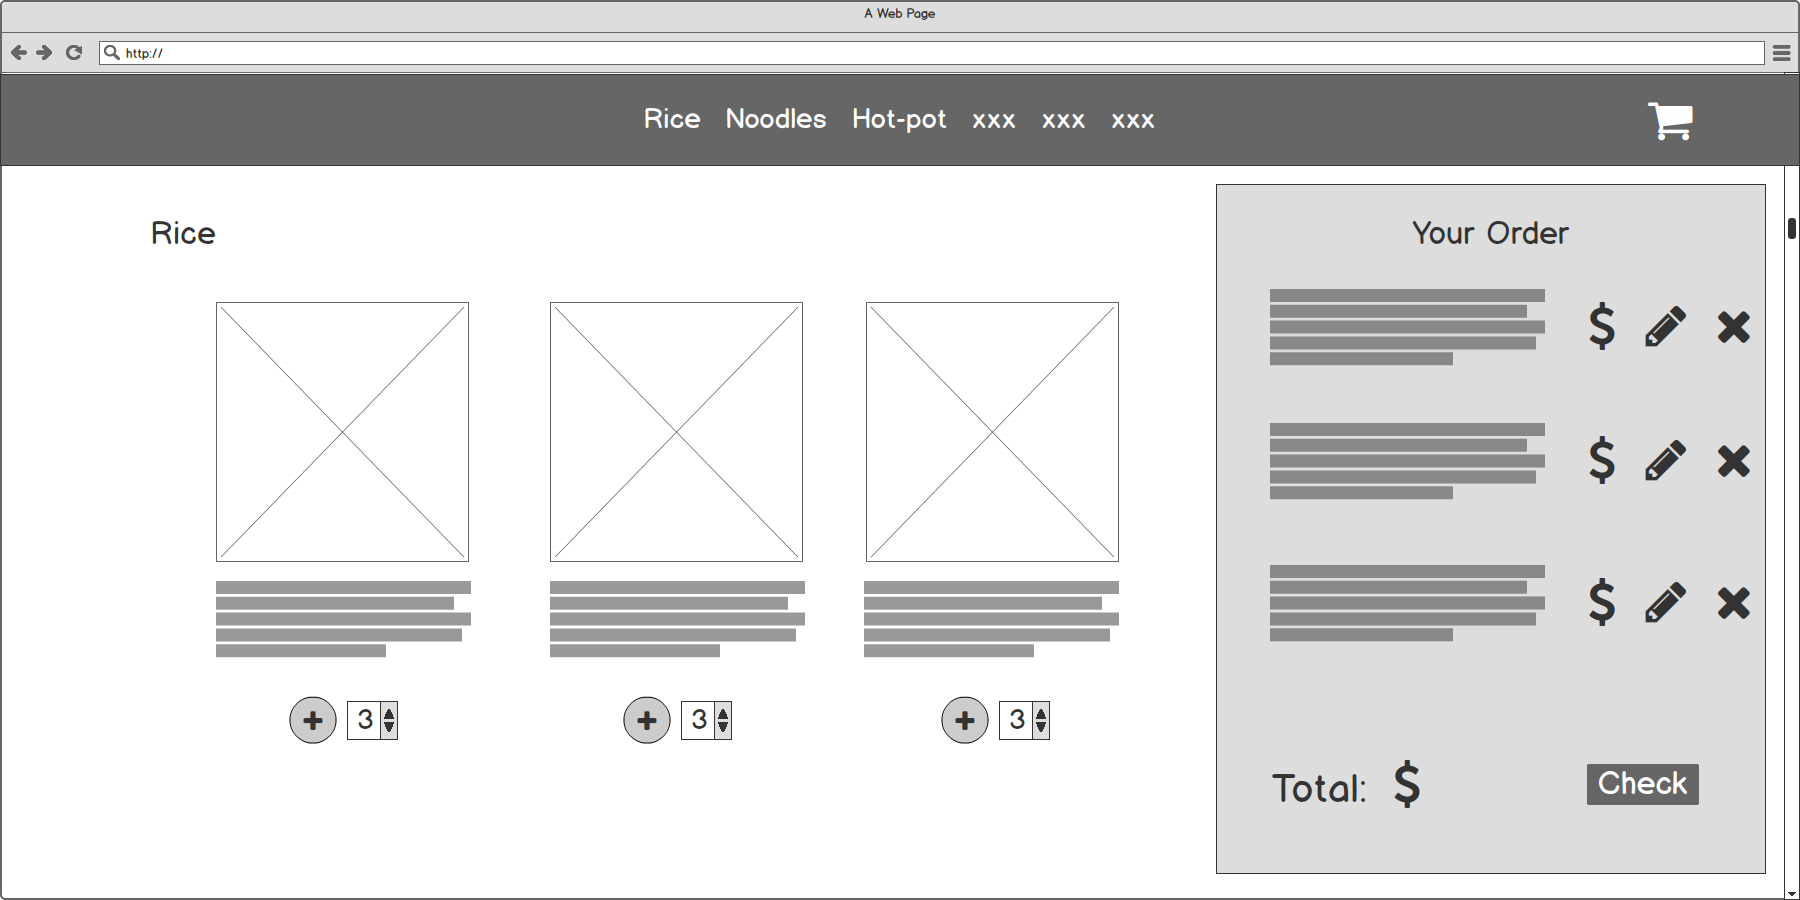 A Web Page
http://
Rice Noodles Hot-pot xxx xxx xxx
Rice
Your Order
$
$
$
3 3 3
Total: $
Check